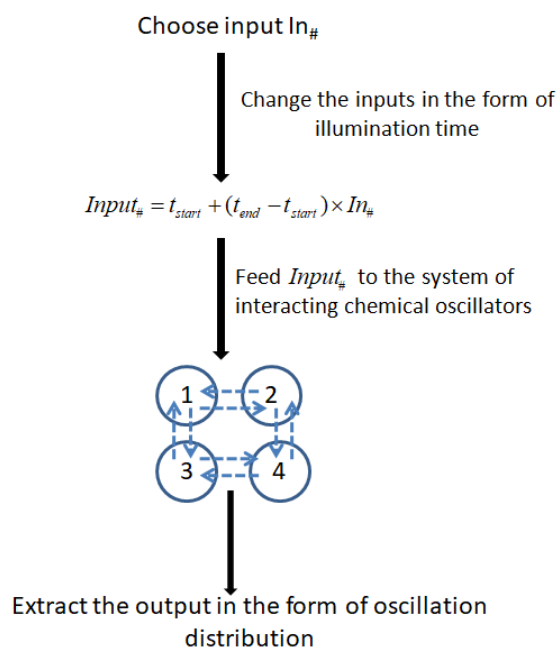 Choose input In#
Change the inputs in the form of
illumination time
Input# = tstart + (tend − tstart) × In#
Feed Input# to the system of
interacting chemical oscillators
1 2
3 4
Extract the output in the form of oscillation
distribution